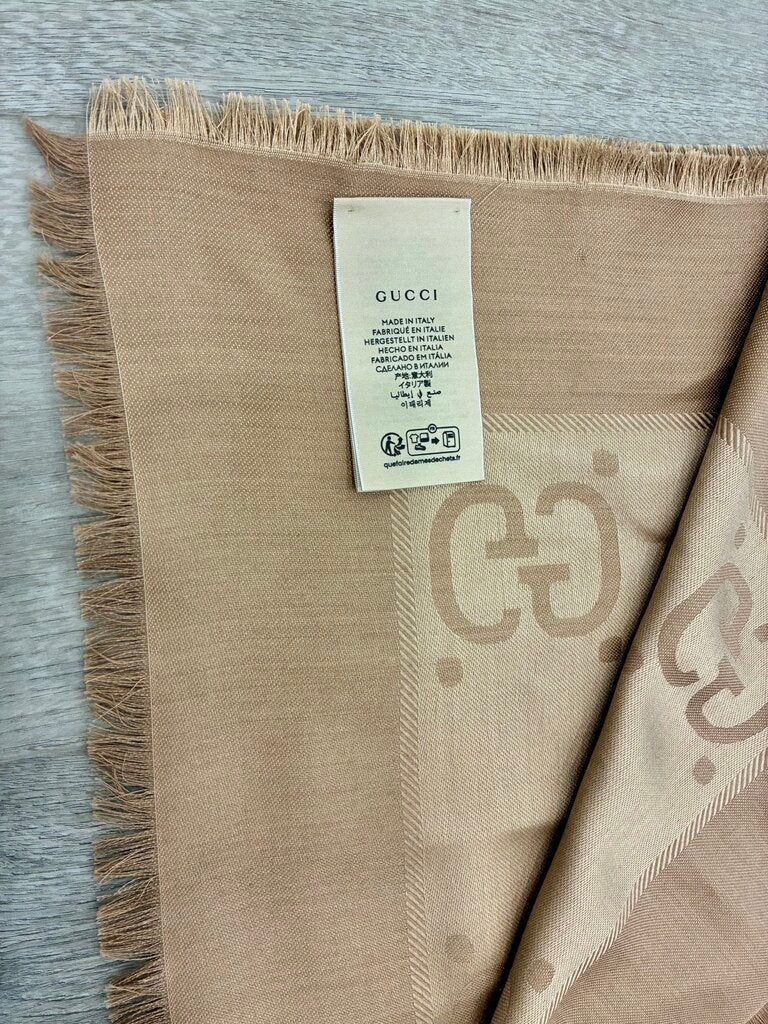 GUCCI
MADE IN ITALY
FABRIQUÉ EN ITALIE
HERGESTELLT IN ITALIEN
HECHO EN ITALIA
FABRICADO EM ITÁLIA
СДЕЛАНО В ИТАЛИИ
产地:意大利
イタリア製
صنع في إيطاليا
이태리제
FR
quefairedemesdechets.fr